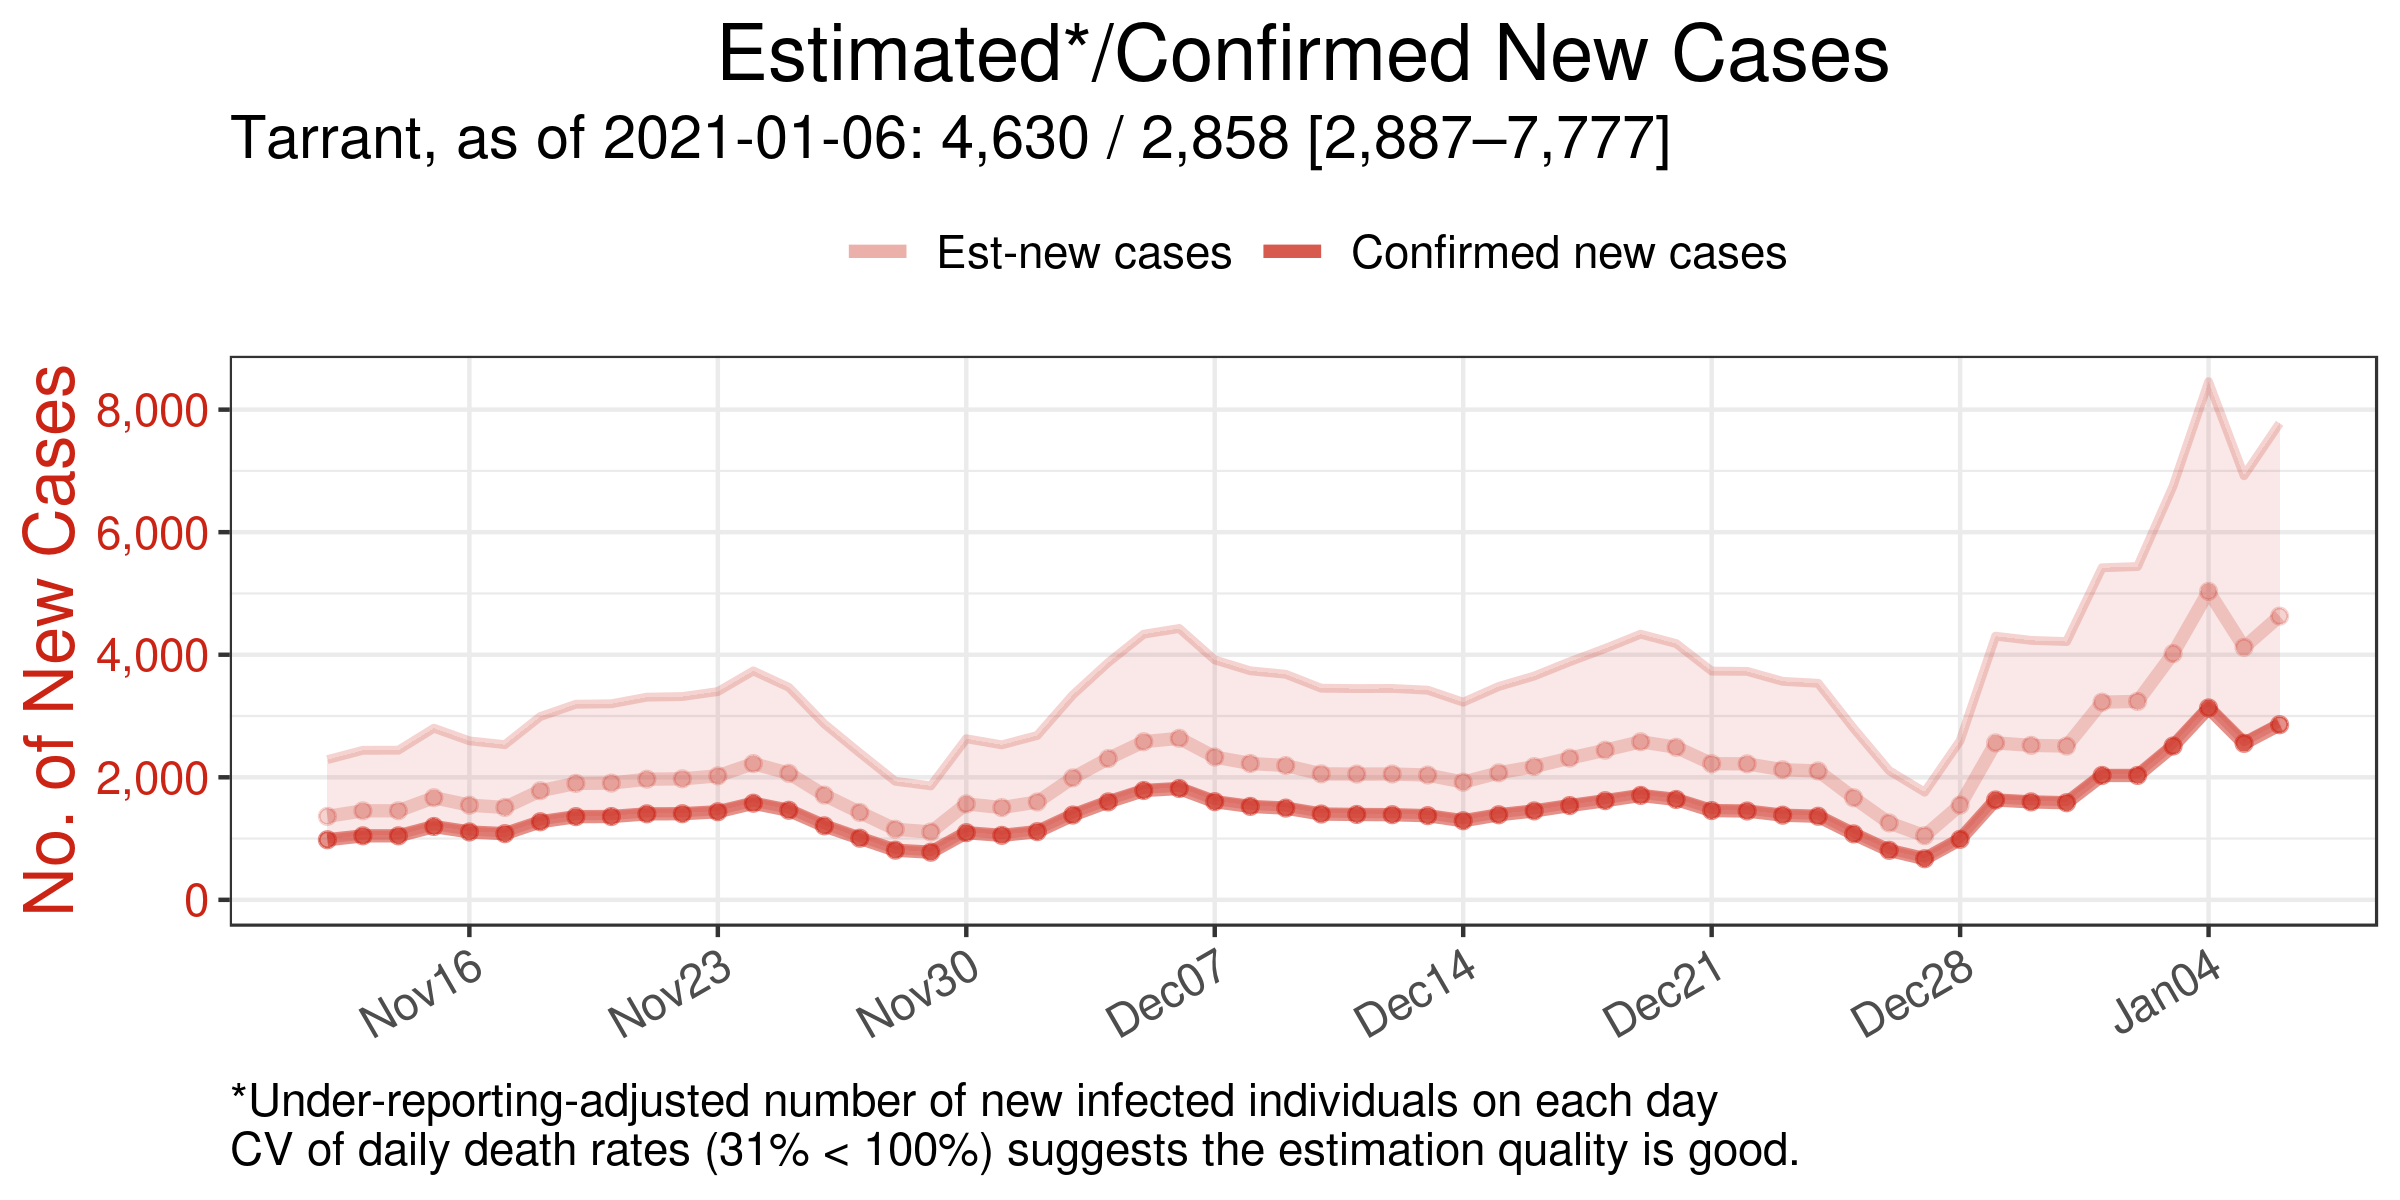 Estimated*/Confirmed New Cases
Tarrant, as of 2021-01-06: 4,630 / 2,858 [2,887–7,777]
Est-new cases
Confirmed new cases
No. of New Cases
8,000
6,000
4,000
2,000
0
Nov16
Nov23
Nov30
Dec07
Dec14
Dec21
Dec28
Jan04
*Under-reporting-adjusted number of new infected individuals on each day
CV of daily death rates (31% < 100%) suggests the estimation quality is good.